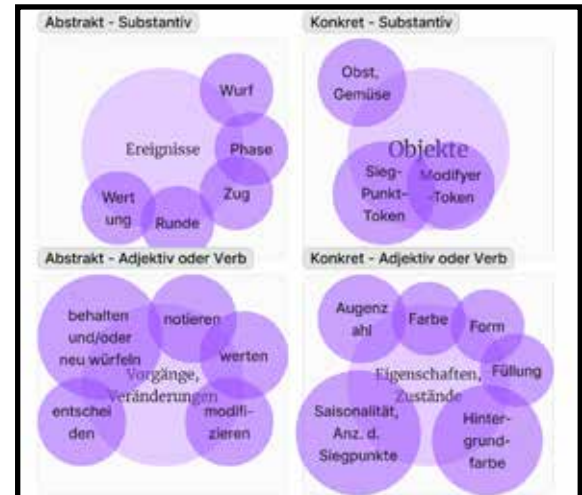 Abstrakt - Substantiv
Wurf
Ereignisse
Phase
Zug
Wert
ung
Runde
Konkret - Substantiv
Obst,
Gemüse
Objekte
Sieg-
Punkt-
Token
Modifyer
-Token
Abstrakt - Adjektiv oder Verb
behalten
und/oder
neu würfeln
notieren
werten
Vorgänge,
Veränderungen
entschei
den
modifi-
zieren
Konkret - Adjektiv oder Verb
Augenz
ahl
Farbe
Form
Füllung
Eigenschaften,
Zustände
Saisonalität,
Anz. d.
Siegpunkte
Hinter-
grund-
farbe